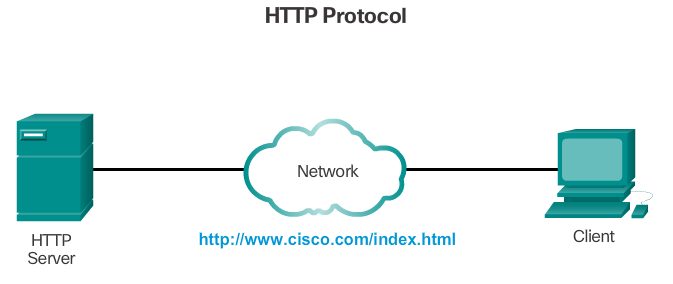 HTTP Protocol
Network
http://www.cisco.com/index.html
HTTP
Server
Client